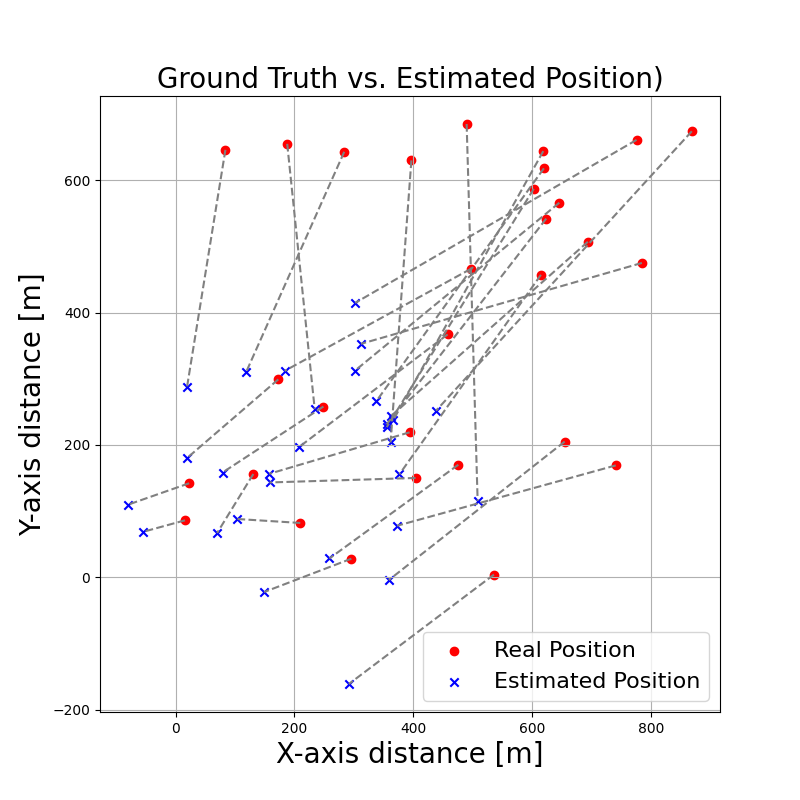 Ground Truth vs. Estimated Position)
Y-axis distance [m]
600
400
200
0
−200
0
200
400
600
800
X-axis distance [m]
Real Position
Estimated Position